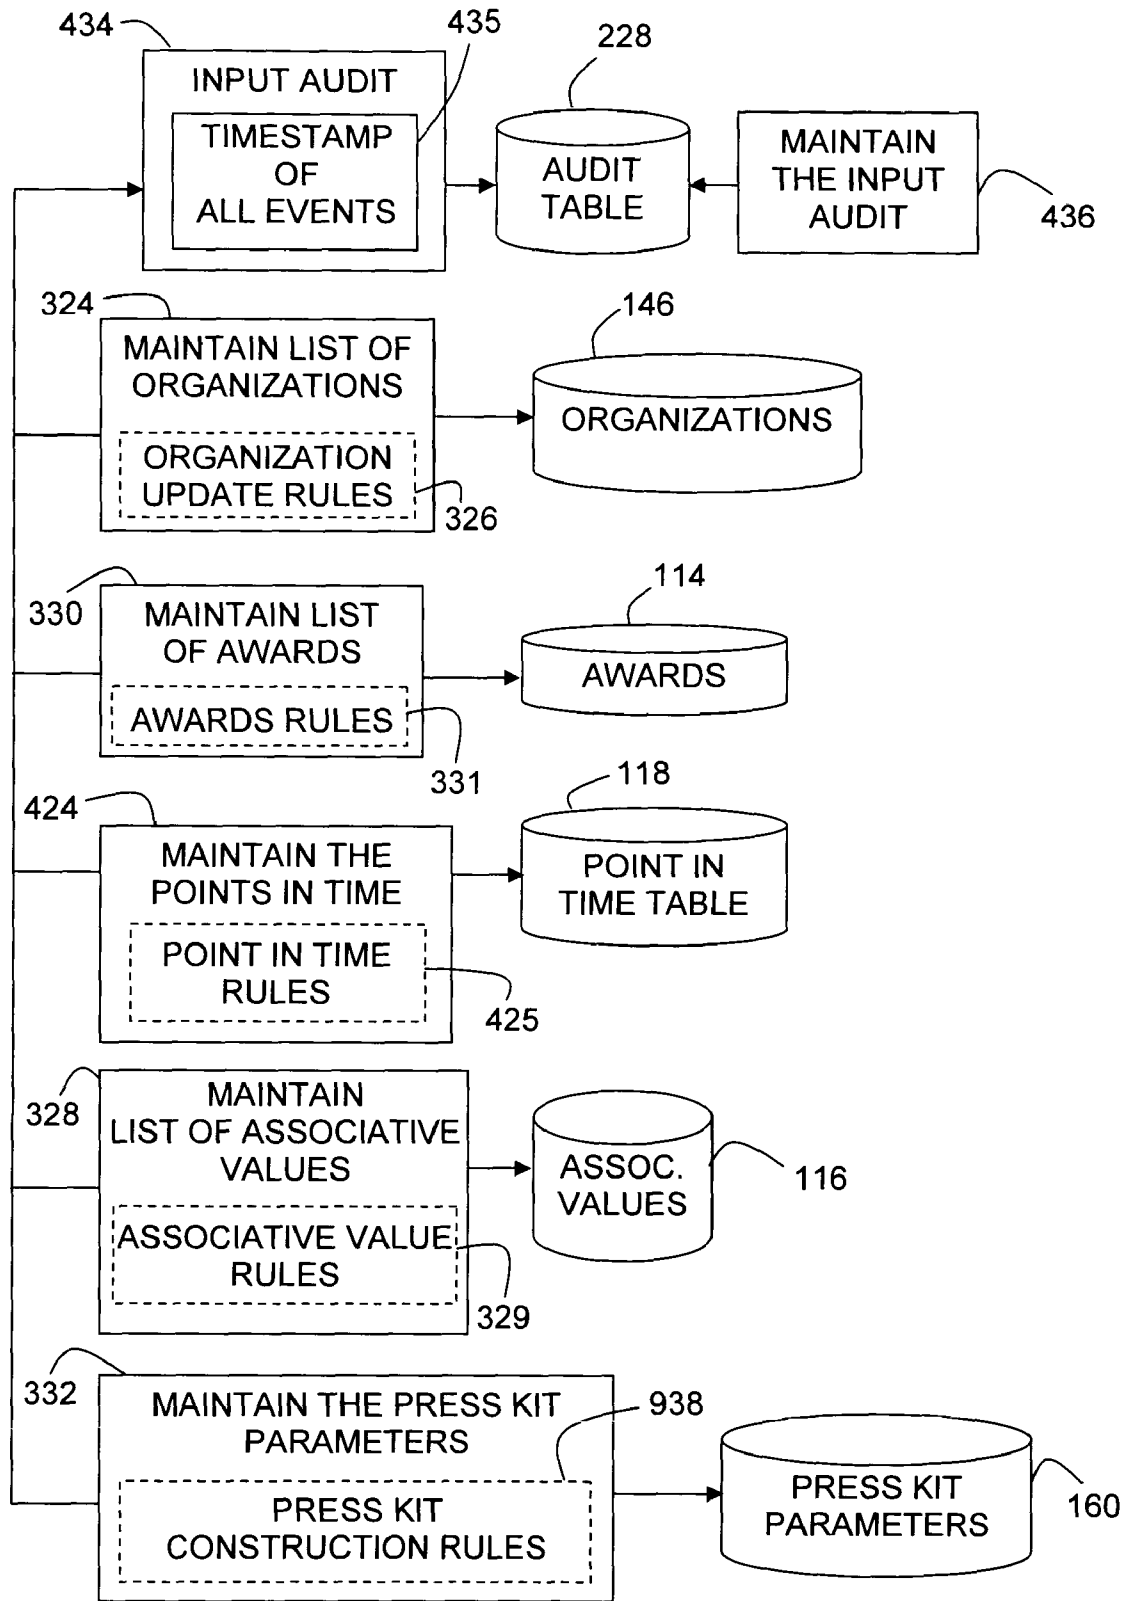 434
435
228
INPUT AUDIT
TIMESTAMP
OF
ALL EVENTS
AUDIT
TABLE
MAINTAIN
THE INPUT
AUDIT
436
324
146
MAINTAIN LIST OF
ORGANIZATIONS
ORGANIZATION
UPDATE RULES
326
ORGANIZATIONS
330
114
MAINTAIN LIST
OF AWARDS
AWARDS RULES
331
AWARDS
424
118
MAINTAIN THE
POINTS IN TIME
POINT IN TIME
RULES
425
POINT IN
TIME TABLE
328
MAINTAIN
LIST OF ASSOCIATIVE
VALUES
ASSOCIATIVE VALUE
RULES
329
ASSOC.
VALUES
116
332
MAINTAIN THE PRESS KIT
PARAMETERS
938
PRESS KIT
CONSTRUCTION RULES
PRESS KIT
PARAMETERS
160